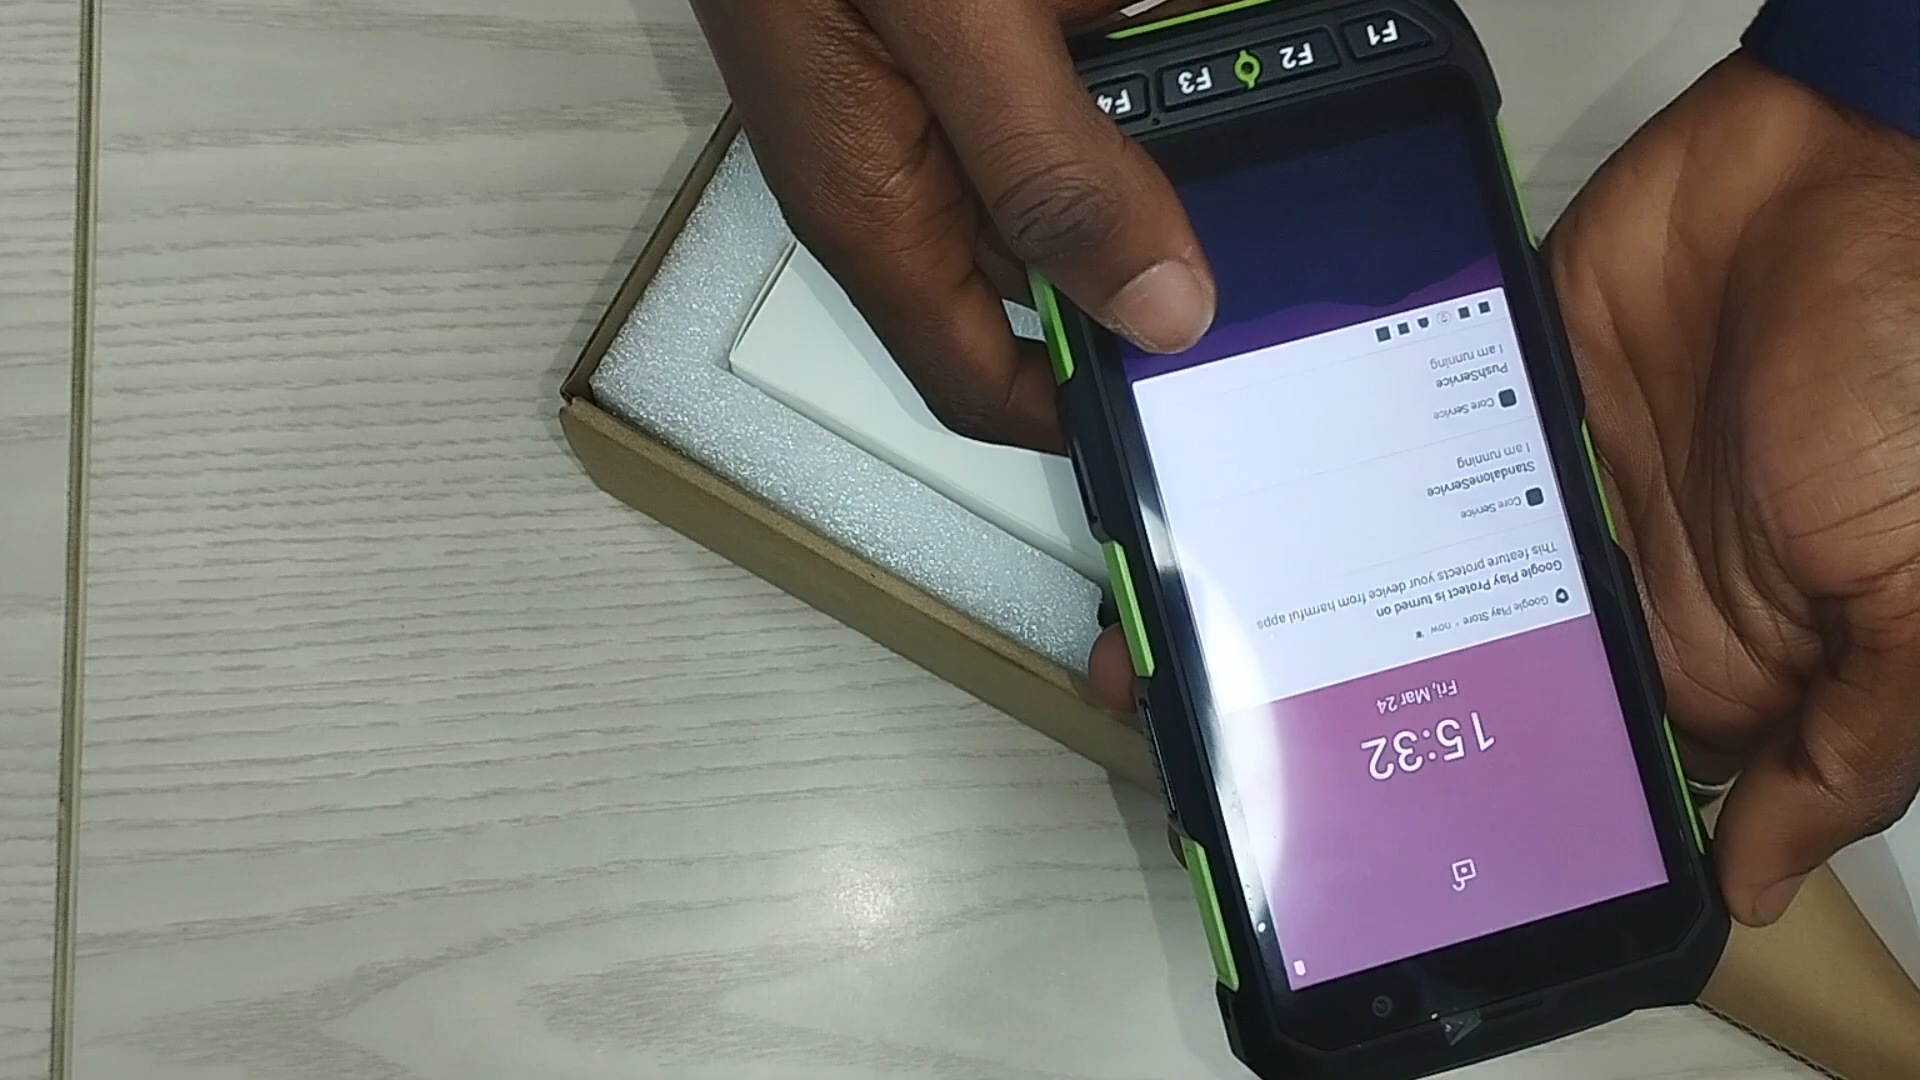 15:32
Fri, Mar 24
Google Play Store • now
Google Play Protect is turned on
This feature protects your device from harmful apps
Core Service
StandaloneService
I am running
Core Service
PushService
I am running
F1 F2 F3 F4